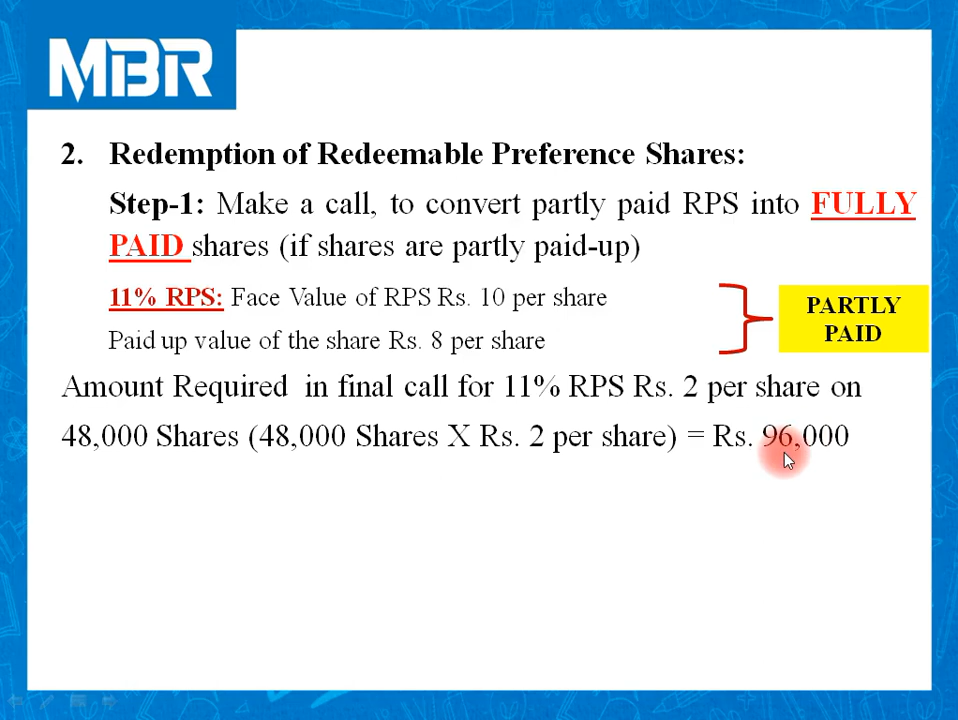 MBR
2. Redemption of Redeemable Preference Shares:
Step-1: Make a call, to convert partly paid RPS into FULLY
PAID shares (if shares are partly paid-up)
11% RPS: Face Value of RPS Rs. 10 per share
Paid up value of the share Rs. 8 per share
PARTLY
PAID
Amount Required in final call for 11% RPS Rs. 2 per share on
48,000 Shares (48,000 Shares X Rs. 2 per share) = Rs. 96,000